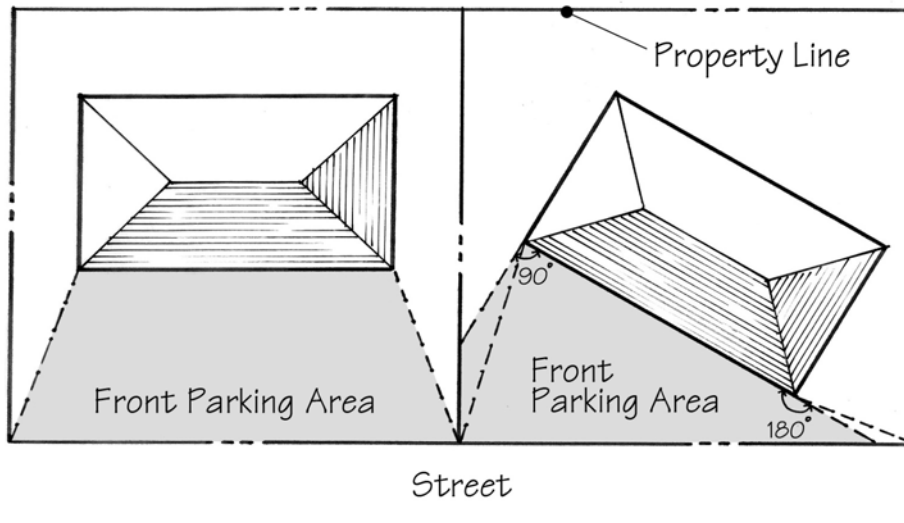 Property Line
90°
Front
Parking Area
Front Parking Area
180°
Street